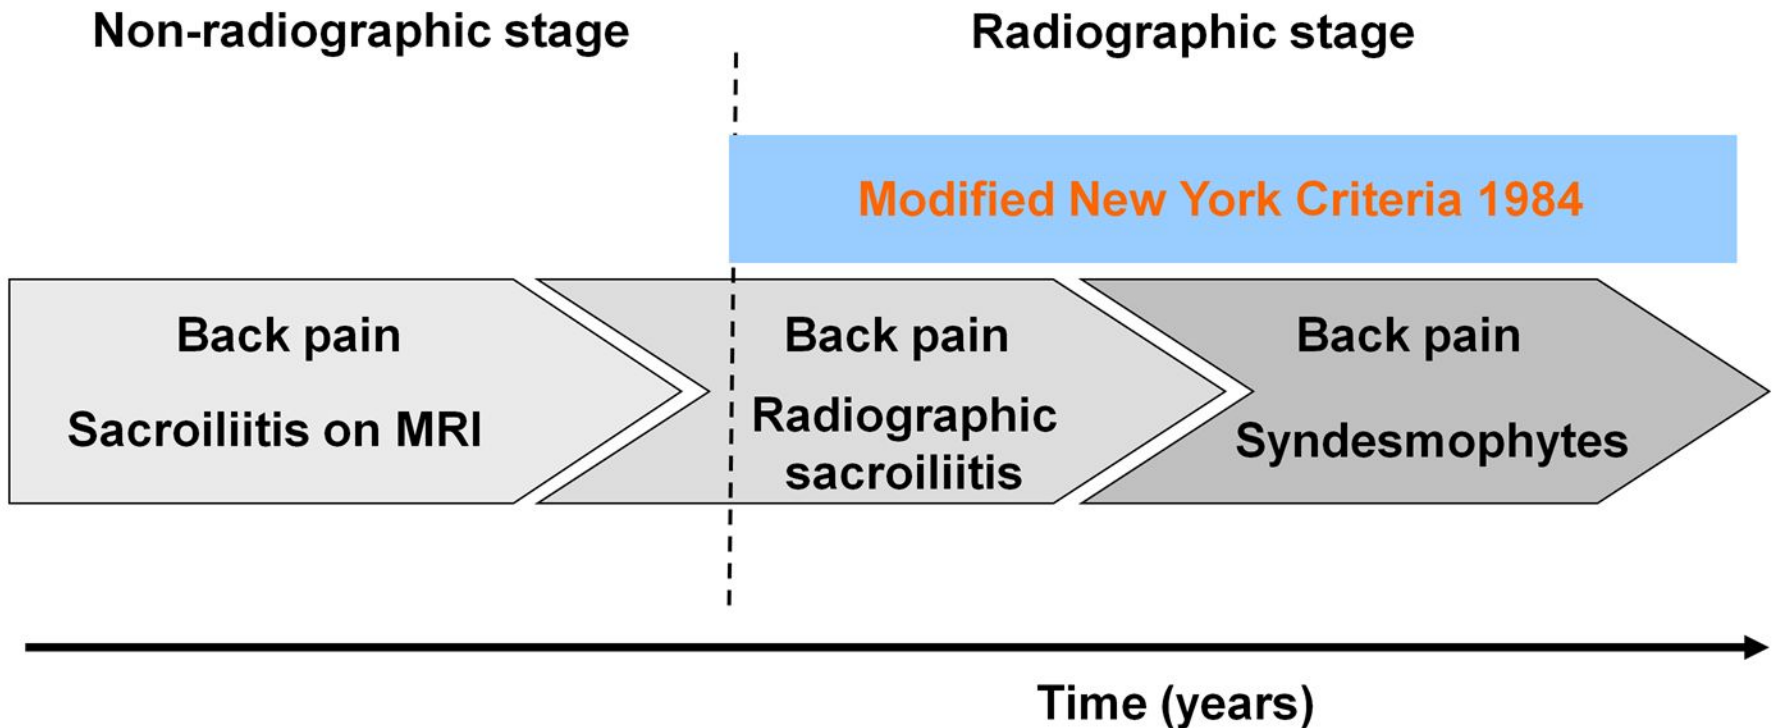 Non-radiographic stage
Radiographic stage
Modified New York Criteria 1984
Back pain
Sacroiliitis on MRI
Back pain
Radiographic
sacroiliitis
Back pain
Syndesmophytes
Time (years)